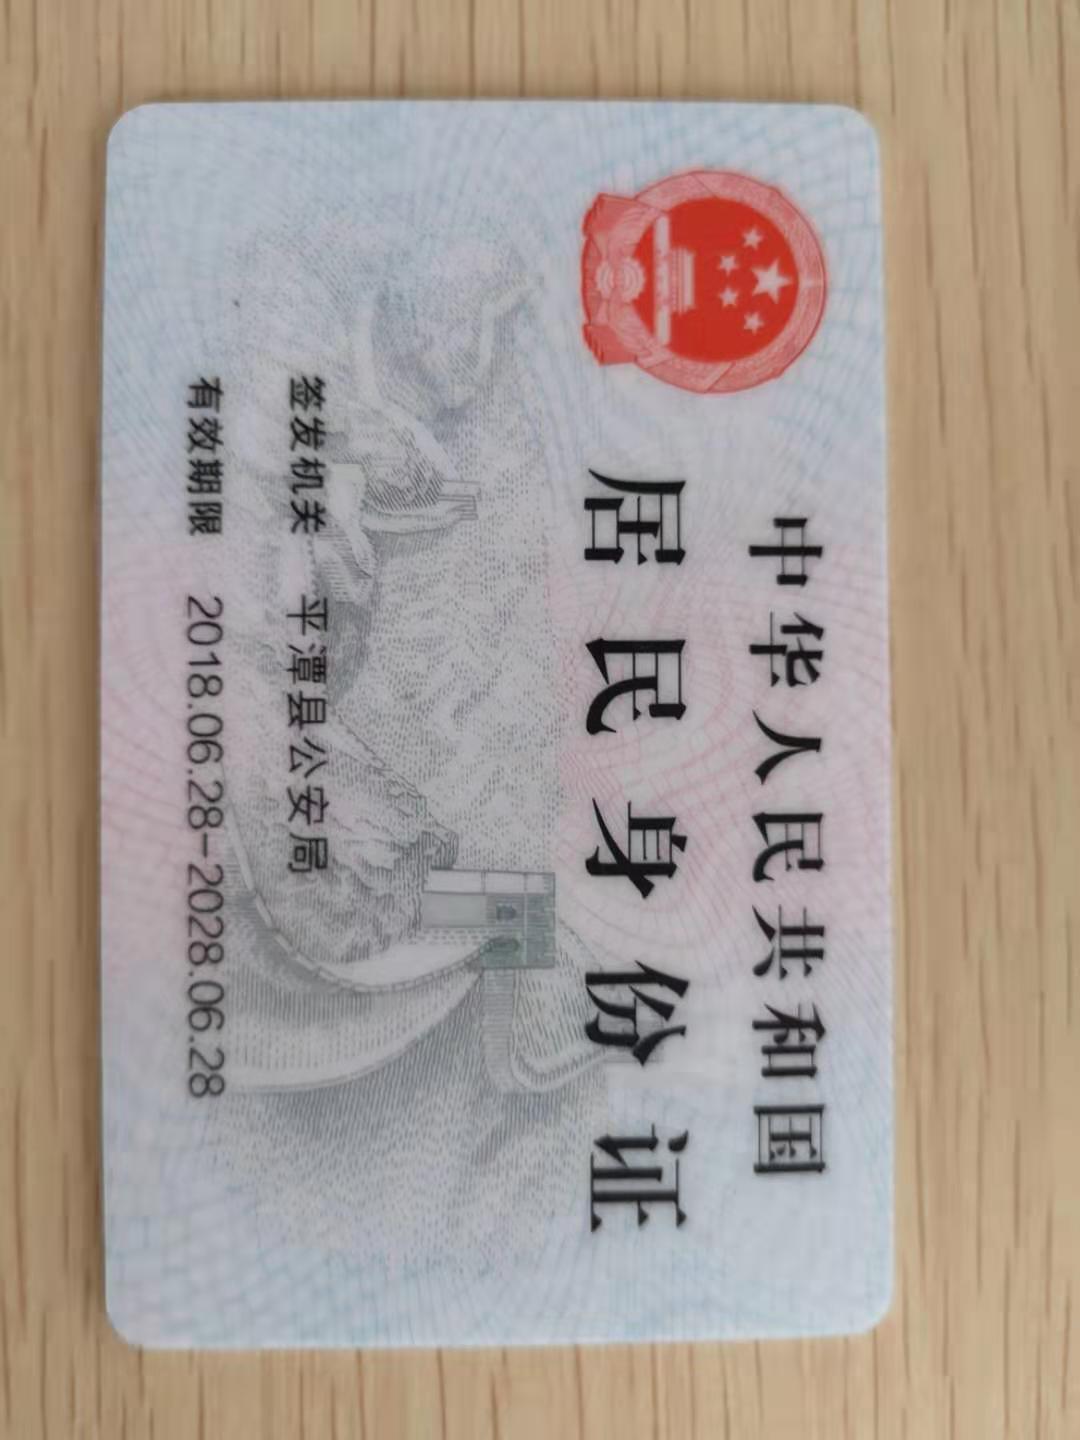 中华人民共和国
居民身份证
签发机关 平潭县公安局
有效期限 2018.06.28-2028.06.28